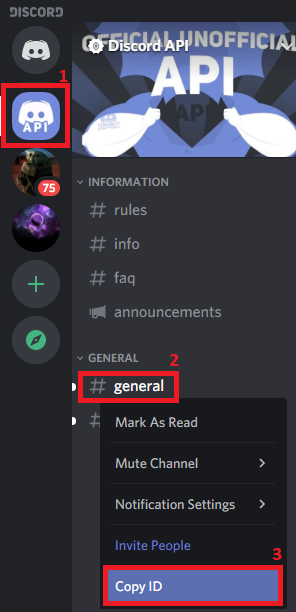 DISCORD
1
API
75
Discord API
OFFICIAL UNOFFICIAL
API
INFORMATION
# rules
# info
# faq
announcements
GENERAL
2
# general
#
Mark As Read
Mute Channel >
Notification Settings >
Invite People
3
Copy ID